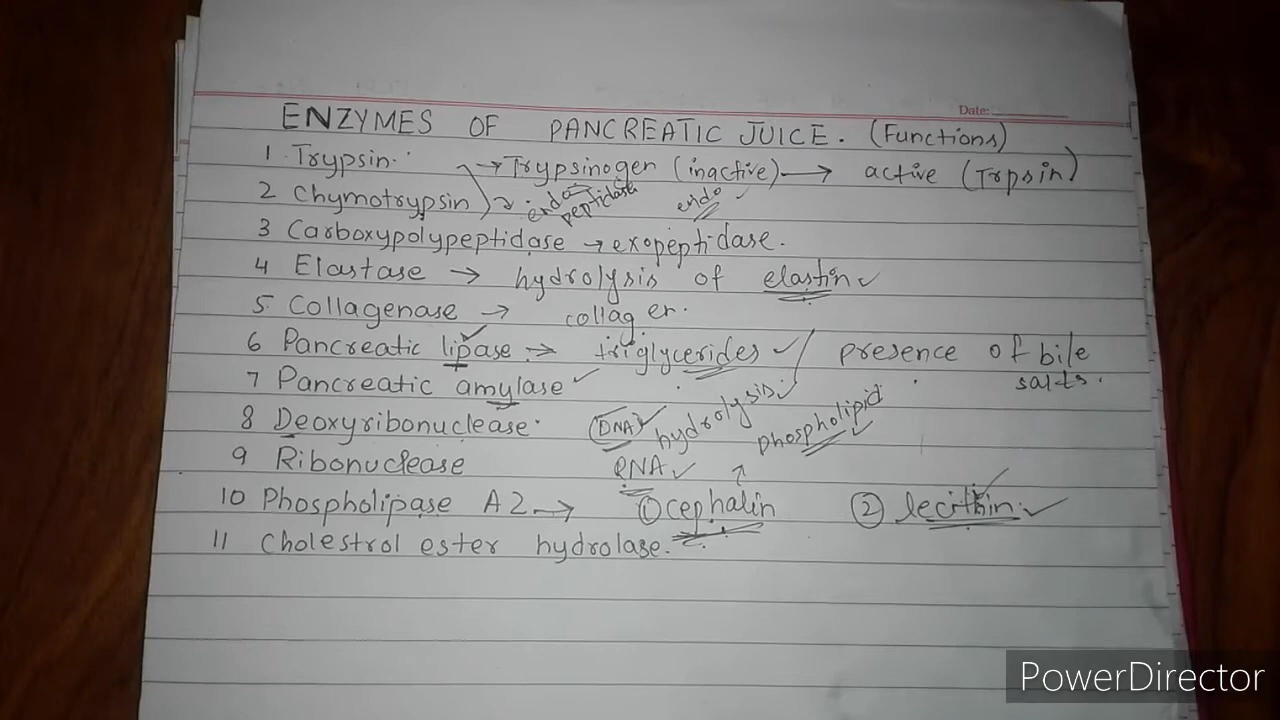 Date:
ENZYMES OF PANCREATIC JUICE. (Functions)
1. Trypsin. → Trypsinogen (inactive) → active (Trpsin)
2 Chymotrypsin → endo peptidase endo
3 Carboxypolypeptidase → exopeptidase.
4 Elastase → hydrolysis of elastin
5 Collagenase → collagen.
6 Pancreatic lipase → triglycerides / presence of bile salts.
7 Pancreatic amylase
8 Deoxyribonuclease. DNA hydrolysis phospholipid
9 Ribonuclease RNA
10 Phospholipase A2 → ① cephalin ② lecithin.
11 Cholestrol ester hydrolase.
PowerDirector